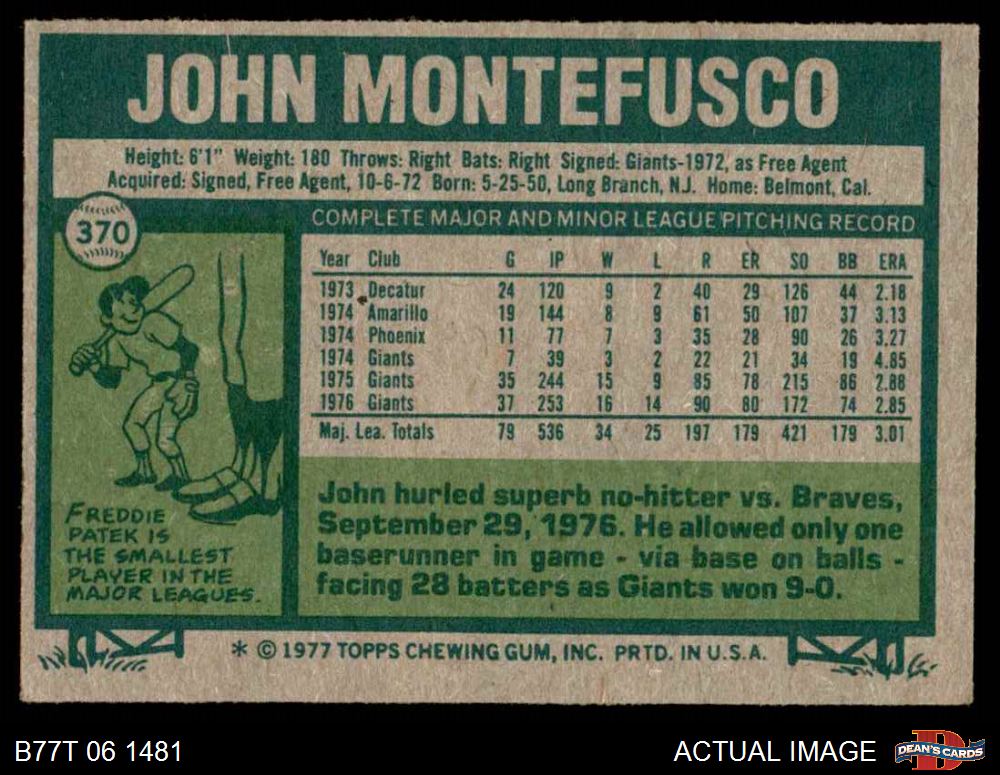 JOHN MONTEFUSCO
Height: 6'1" Weight: 180 Throws: Right Bats: Right Signed: Giants-1972, as Free Agent
Acquired: Signed, Free Agent, 10-6-72 Born: 5-25-50, Long Branch, N.J. Home: Belmont, Cal.
370
COMPLETE MAJOR AND MINOR LEAGUE PITCHING RECORD
Year Club G IP W L R ER SO BB ERA
1973 Decatur 24 120 9 2 40 29 126 44 2.18
1974 Amarillo 19 144 8 9 61 50 107 37 3.13
1974 Phoenix 11 77 7 3 35 28 90 26 3.27
1974 Giants 7 39 3 2 22 21 34 19 4.85
1975 Giants 35 244 15 9 85 78 215 86 2.88
1976 Giants 37 253 16 14 90 80 172 74 2.85
Maj. Lea. Totals 79 536 34 25 197 179 421 179 3.01
FREDDIE
PATEK IS
THE SMALLEST
PLAYER IN THE
MAJOR LEAGUES.
John hurled superb no-hitter vs. Braves,
September 29, 1976. He allowed only one
baserunner in game - via base on balls -
facing 28 batters as Giants won 9-0.
* © 1977 TOPPS CHEWING GUM, INC. PRTD. IN U.S.A.
B77T 06 1481
ACTUAL IMAGE
D
DEAN'S CARDS